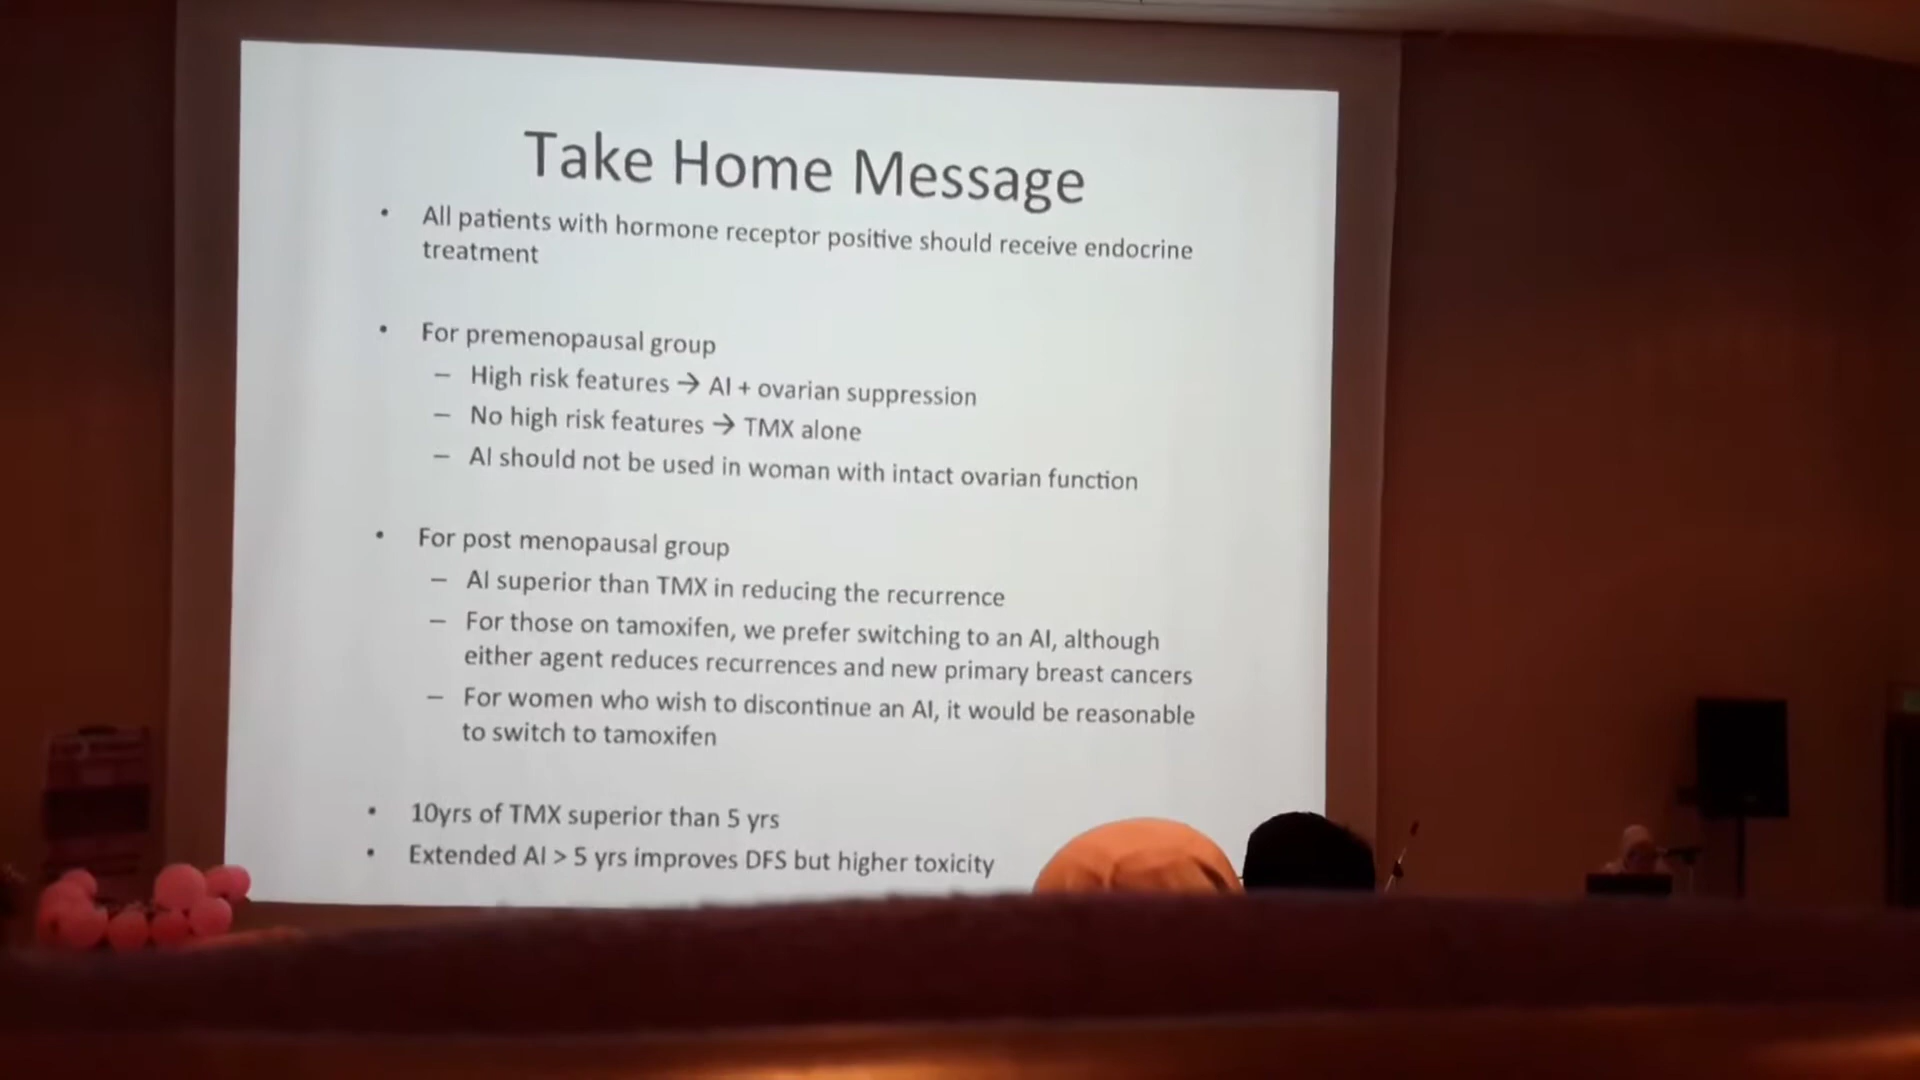 Take Home Message
• All patients with hormone receptor positive should receive endocrine
treatment
• For premenopausal group
– High risk features → AI + ovarian suppression
– No high risk features → TMX alone
– AI should not be used in woman with intact ovarian function
• For post menopausal group
– AI superior than TMX in reducing the recurrence
– For those on tamoxifen, we prefer switching to an AI, although
either agent reduces recurrences and new primary breast cancers
– For women who wish to discontinue an AI, it would be reasonable
to switch to tamoxifen
• 10yrs of TMX superior than 5 yrs
• Extended AI > 5 yrs improves DFS but higher toxicity